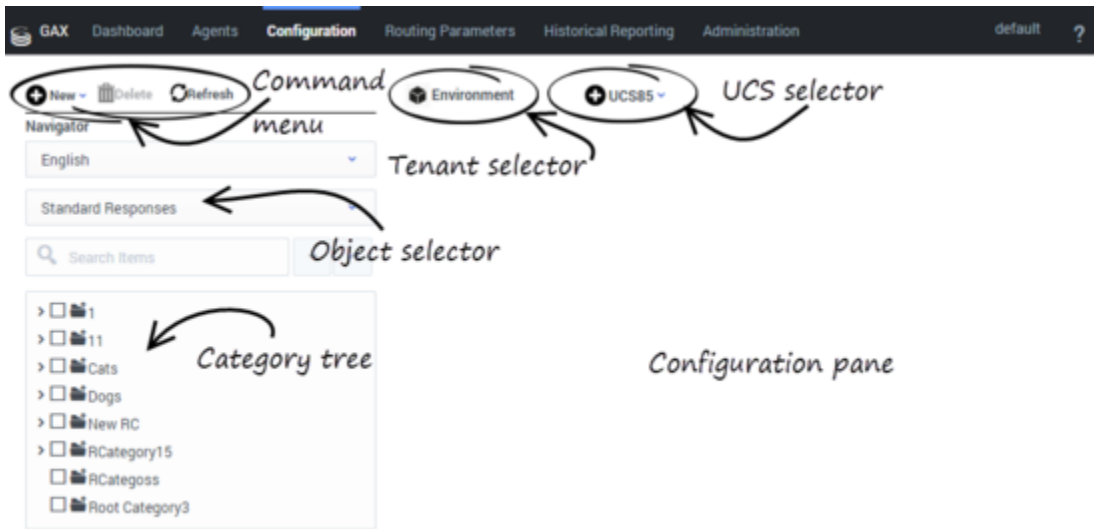 GAX Dashboard Agents Configuration Routing Parameters Historical Reporting Administration default ?
New Delete Refresh Command menu Environment UCS85 UCS selector
Navigator
English Tenant selector
Standard Responses
Search Items Object selector
1
11
Cats Category tree Configuration pane
Dogs
New RC
RCategory15
RCategoss
Root Category3